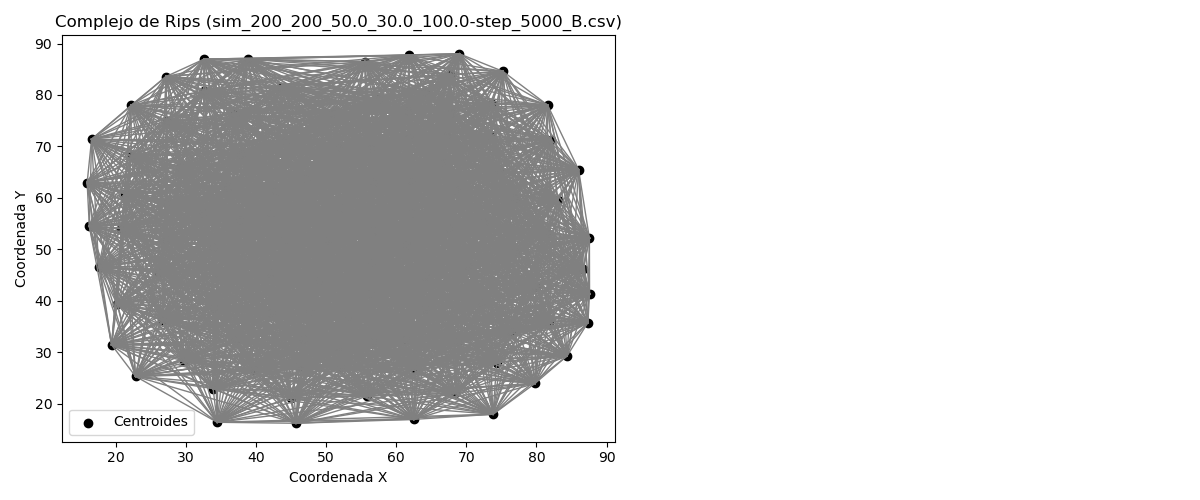 Complejo de Rips (sim_200_200_50.0_30.0_100.0-step_5000_B.csv)
90
80
70
60
50
40
30
20
Coordenada Y
Centroides
20 30 40 50 60 70 80 90
Coordenada X